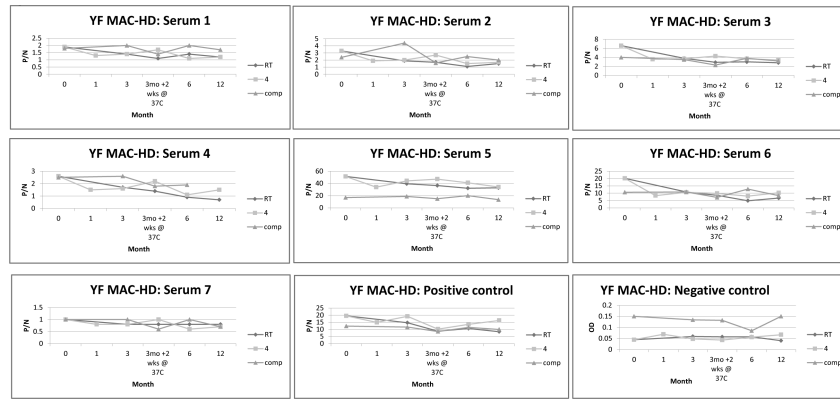 YF MAC-HD: Serum 1
2.5
2
1.5
1
0.5
0
P/N
0 1 3 3mo +2 wks @ 37C 6 12
Month
RT
4
comp
YF MAC-HD: Serum 2
5
4
3
2
1
0
P/N
0 1 3 3mo +2 wks @ 37C 6 12
Month
RT
4
comp
YF MAC-HD: Serum 3
8
6
4
2
0
P/N
0 1 3 3mo +2 wks @ 37C 6 12
Month
RT
4
comp
YF MAC-HD: Serum 4
3
2
1
0
P/N
0 1 3 3mo +2 wks @ 37C 6 12
Month
RT
4
comp
YF MAC-HD: Serum 5
60
40
20
0
P/N
0 1 3 3mo +2 wks @ 37C 6 12
Month
RT
4
comp
YF MAC-HD: Serum 6
25
20
15
10
5
0
P/N
0 1 3 3mo +2 wks @ 37C 6 12
Month
RT
4
comp
YF MAC-HD: Serum 7
1.5
1
0.5
0
P/N
0 1 3 3mo +2 wks @ 37C 6 12
Month
RT
4
comp
YF MAC-HD: Positive control
25
20
15
10
5
0
P/N
0 1 3 3mo +2 wks @ 37C 6 12
Month
RT
4
comp
YF MAC-HD: Negative control
0.2
0.15
0.1
0.05
0
OD
0 1 3 3mo +2 wks @ 37C 6 12
Month
RT
4
comp